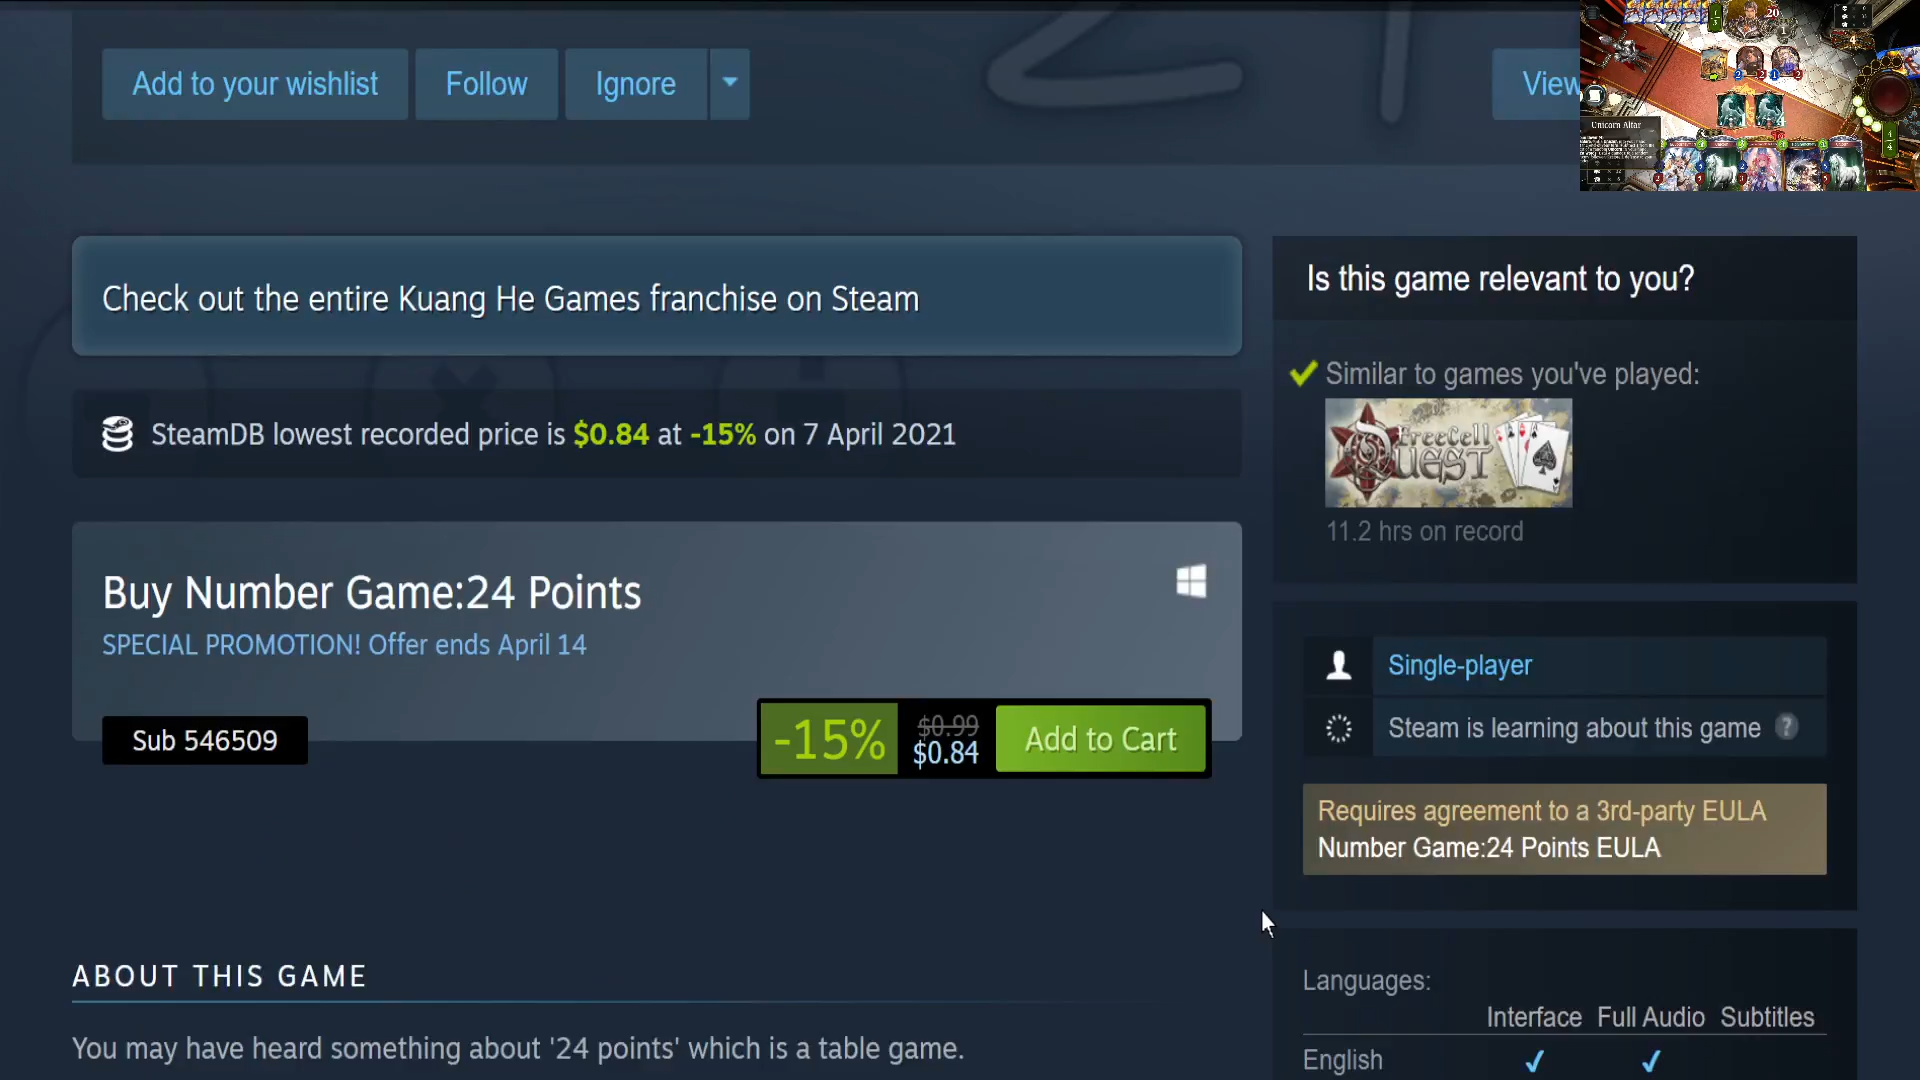 Add to your wishlist
Follow
Ignore
View
20
Unicorn Altar
Check out the entire Kuang He Games franchise on Steam
Is this game relevant to you?
Similar to games you've played:
FreeCell
Quest
11.2 hrs on record
SteamDB lowest recorded price is $0.84 at -15% on 7 April 2021
Buy Number Game:24 Points
SPECIAL PROMOTION! Offer ends April 14
Sub 546509
-15%
$0.99
$0.84
Add to Cart
Single-player
Steam is learning about this game ?
Requires agreement to a 3rd-party EULA
Number Game:24 Points EULA
ABOUT THIS GAME
You may have heard something about '24 points' which is a table game.
Languages:
Interface Full Audio Subtitles
English ✓ ✓